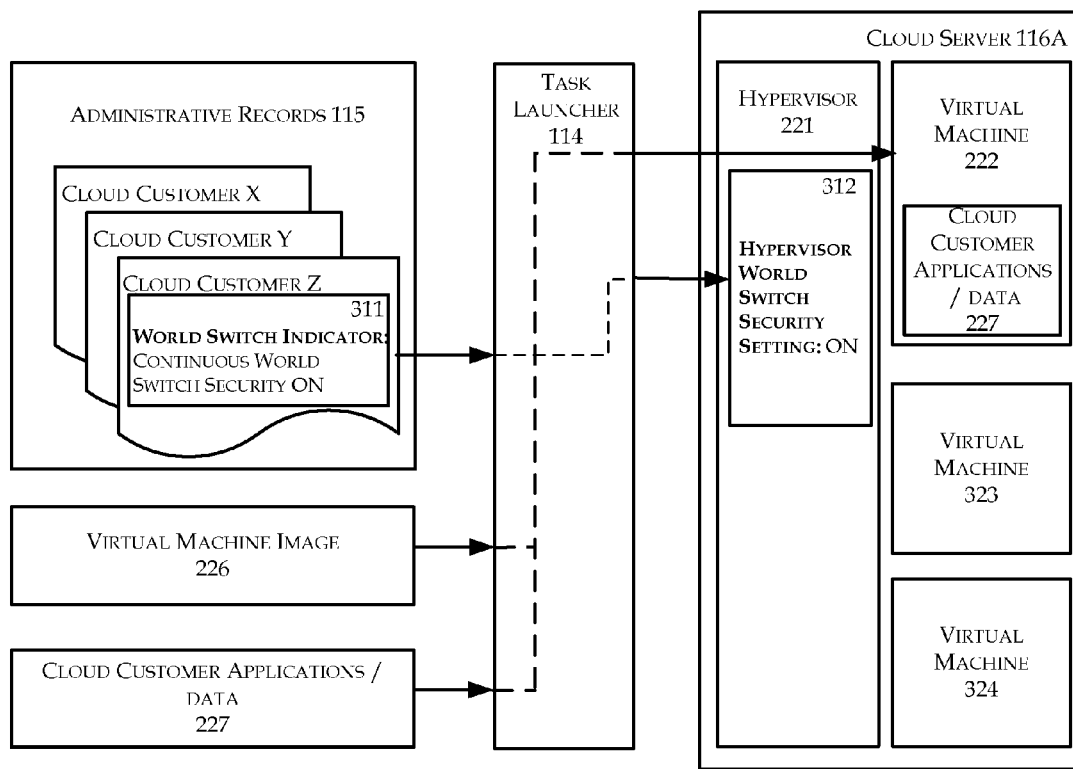 CLOUD SERVER 116A
ADMINISTRATIVE RECORDS 115
CLOUD CUSTOMER X
CLOUD CUSTOMER Y
CLOUD CUSTOMER Z
311
WORLD SWITCH INDICATOR:
CONTINUOUS WORLD
SWITCH SECURITY ON
VIRTUAL MACHINE IMAGE
226
CLOUD CUSTOMER APPLICATIONS /
DATA
227
TASK
LAUNCHER
114
HYPERVISOR
221
312
HYPERVISOR
WORLD
SWITCH
SECURITY
SETTING: ON
VIRTUAL
MACHINE
222
CLOUD
CUSTOMER
APPLICATIONS
/ DATA
227
VIRTUAL
MACHINE
323
VIRTUAL
MACHINE
324